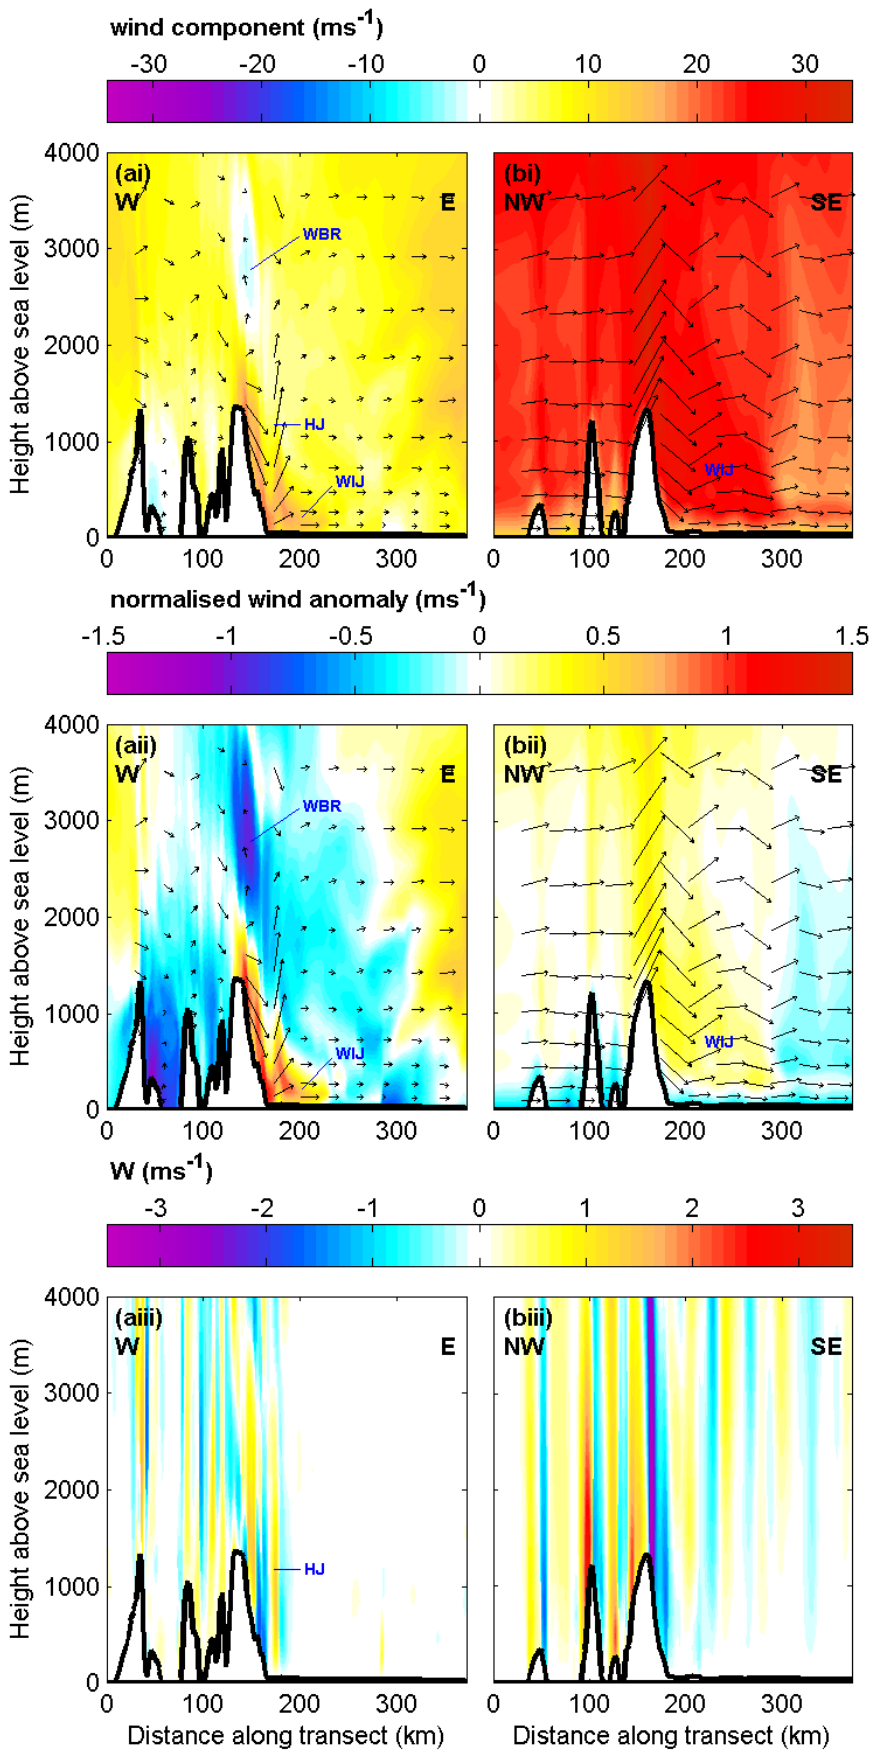 wind component (ms-1)
-30 -20 -10 0 10 20 30
4000 (ai) (bi)
W E NW SE
WBR
3000
2000
1000 HJ
WIJ WIJ
0
0 100 200 300 0 100 200 300
Height above sea level (m)
normalised wind anomaly (ms-1)
-1.5 -1 -0.5 0 0.5 1 1.5
4000 (aii) (bii)
W E NW SE
WBR
3000
2000
1000
WIJ WIJ
0
0 100 200 300 0 100 200 300
Height above sea level (m)
W (ms-1)
-3 -2 -1 0 1 2 3
4000 (aiii) (biii)
W E NW SE
3000
2000
HJ
1000
0
0 100 200 300 0 100 200 300
Height above sea level (m)
Distance along transect (km) Distance along transect (km)